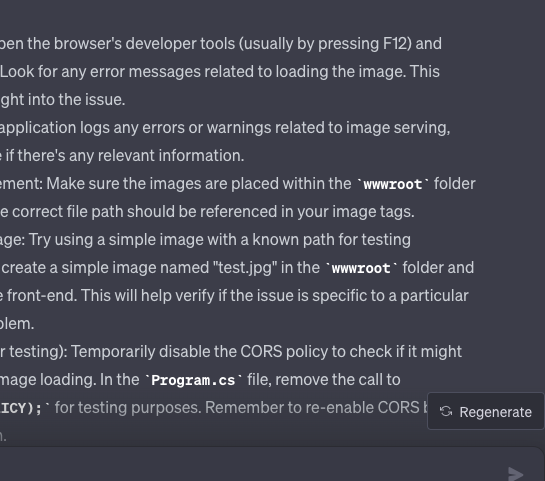 pen the browser's developer tools (usually by pressing F12) and
Look for any error messages related to loading the image. This
ght into the issue.
application logs any errors or warnings related to image serving,
if there's any relevant information.
ement: Make sure the images are placed within the `wwwroot` folder
e correct file path should be referenced in your image tags.
age: Try using a simple image with a known path for testing
create a simple image named "test.jpg" in the `wwwroot` folder and
e front-end. This will help verify if the issue is specific to a particular
blem.
r testing): Temporarily disable the CORS policy to check if it might
mage loading. In the `Program.cs` file, remove the call to
ICY);` for testing purposes. Remember to re-enable CORS b
Regenerate